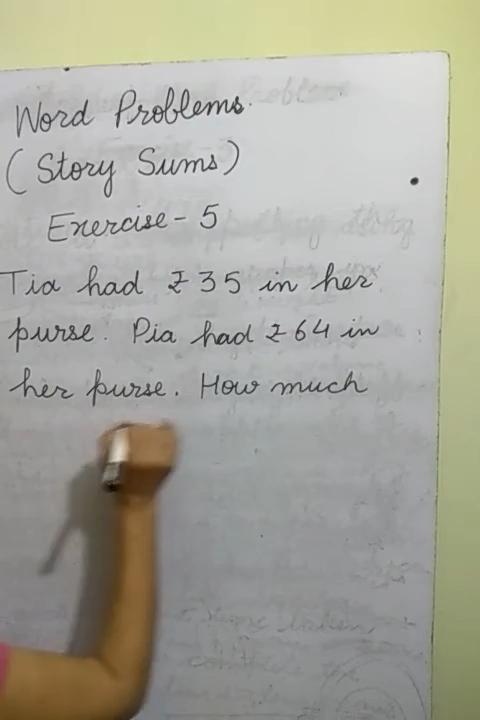 Word Problems.
(Story Sums)
Exercise - 5
Tia had ₹35 in her
purse. Pia had ₹64 in
her purse. How much